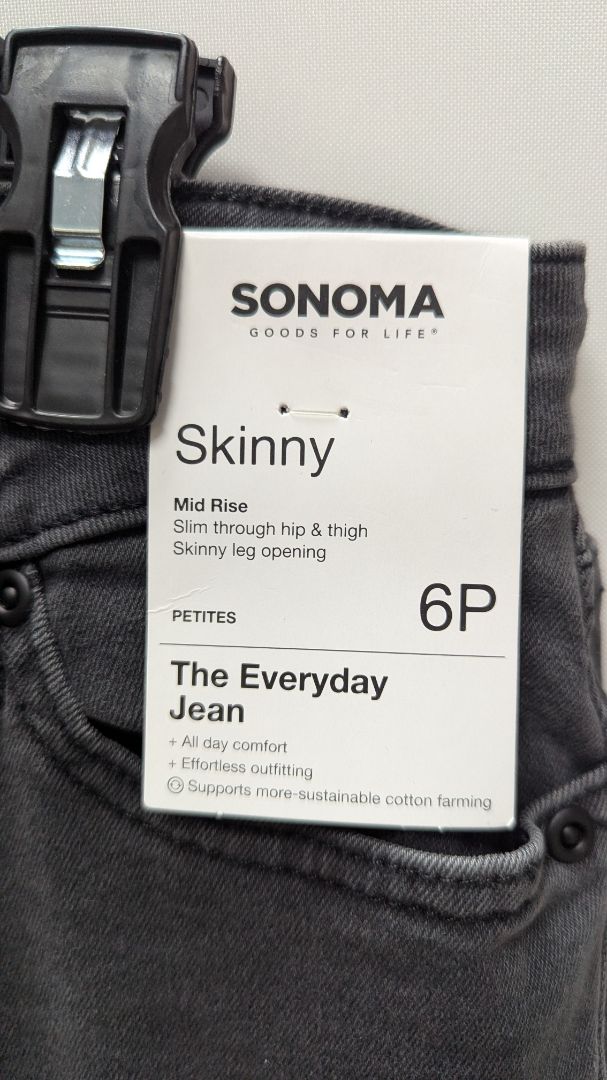 SONOMA
GOODS FOR LIFE®
Skinny
Mid Rise
Slim through hip & thigh
Skinny leg opening
PETITES
6P
The Everyday
Jean
+ All day comfort
+ Effortless outfitting
Supports more-sustainable cotton farming